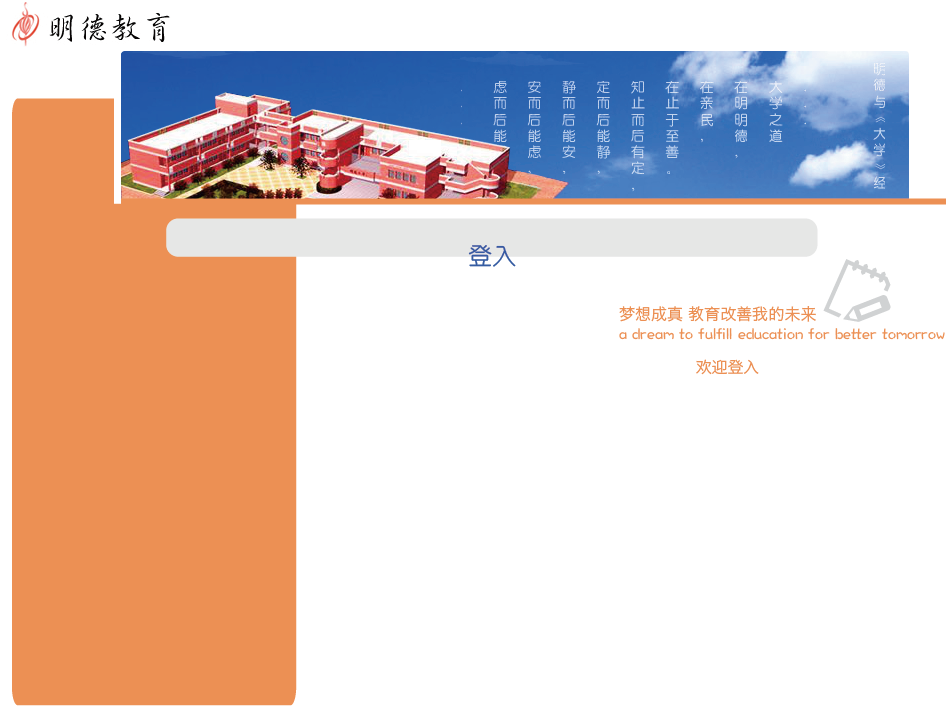 明德教育
明德与《大学》经
大学之道
在明明德，
在亲民，
在止于至善。
知止而后有定，
定而后能静，
静而后能安，
安而后能虑，
虑而后能
登入
梦想成真 教育改善我的未来
a dream to fulfill education for better tomorrow
欢迎登入